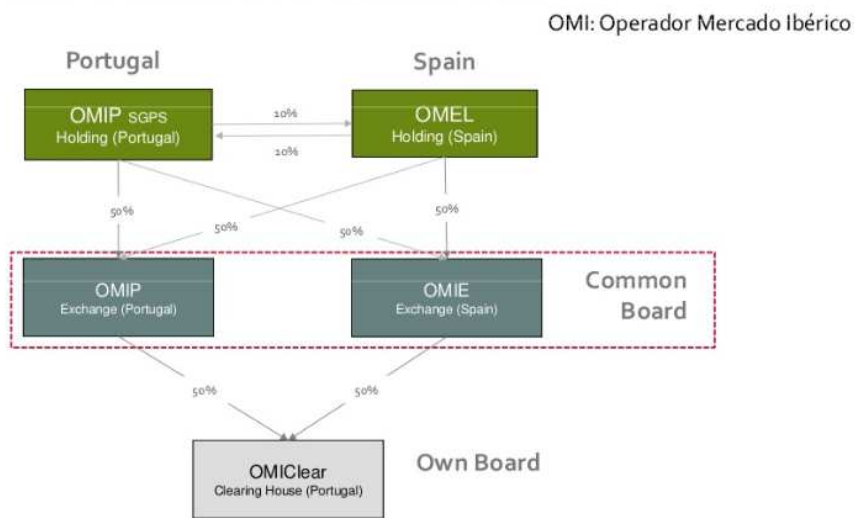 OMI: Operador Mercado Ibérico
Portugal
Spain
OMIP SGPS
Holding (Portugal)
10%
10%
OMEL
Holding (Spain)
50%
50%
50%
50%
OMIP
Exchange (Portugal)
OMIE
Exchange (Spain)
Common
Board
50%
50%
OMIClear
Clearing House (Portugal)
Own Board